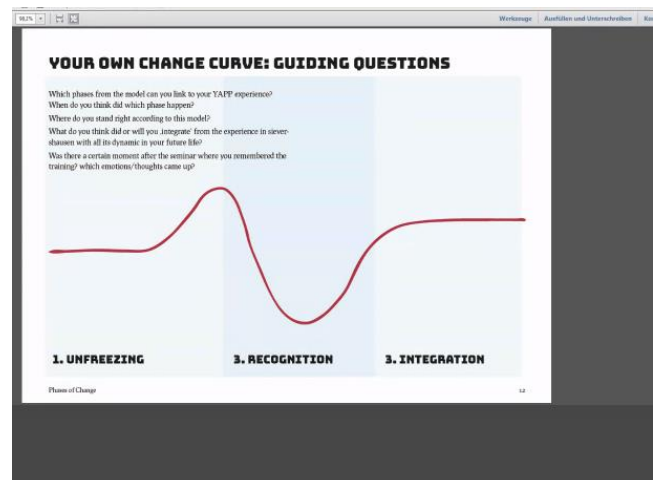 98,2%
Werkzeuge
Ausfüllen und Unterschreiben
YOUR OWN CHANGE CURVE: GUIDING QUESTIONS
Which phases from the model can you link to your YAPP experience?
When do you think did which phase happen?
Where do you stand right according to this model?
What do you think did or will you ‚integrate‘ from the experience in siever-
shausen with all its dynamic in your future life?
Was there a certain moment after the seminar where you remembered the
training? which emotions/thoughts came up?
1. UNFREEZING
3. RECOGNITION
3. INTEGRATION
Phases of Change